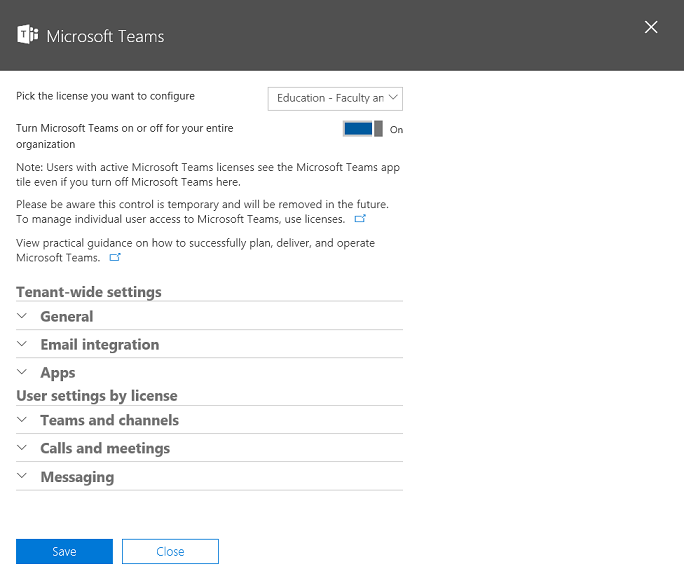 Microsoft Teams
Pick the license you want to configure
Education - Faculty an
Turn Microsoft Teams on or off for your entire
organization
On
Note: Users with active Microsoft Teams licenses see the Microsoft Teams app
tile even if you turn off Microsoft Teams here.
Please be aware this control is temporary and will be removed in the future.
To manage individual user access to Microsoft Teams, use licenses.
View practical guidance on how to successfully plan, deliver, and operate
Microsoft Teams.
Tenant-wide settings
General
Email integration
Apps
User settings by license
Teams and channels
Calls and meetings
Messaging
Save
Close